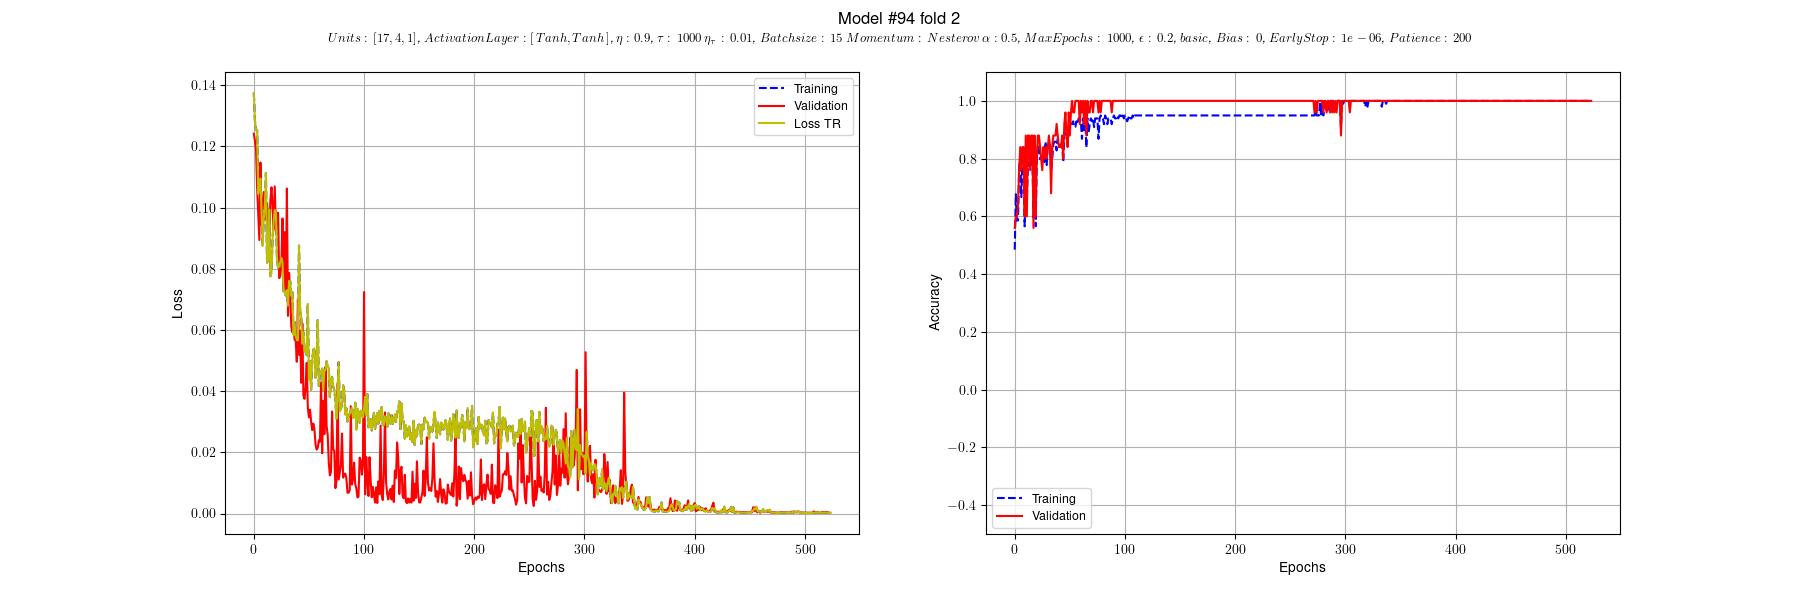 Model #94 fold 2
Units : [17, 4, 1], ActivationLayer : [Tanh, Tanh], η : 0.9, τ : 1000 η_τ : 0.01, Batchsize : 15 Momentum : Nesterov α : 0.5, MaxEpochs : 1000, ϵ : 0.2, basic, Bias : 0, EarlyStop : 1e − 06, Patience : 200
0.14
0.12
0.10
0.08
0.06
0.04
0.02
0.00
Loss
0 100 200 300 400 500
Epochs
Training
Validation
Loss TR
1.0
0.8
0.6
0.4
0.2
0.0
−0.2
−0.4
Accuracy
0 100 200 300 400 500
Epochs
Training
Validation